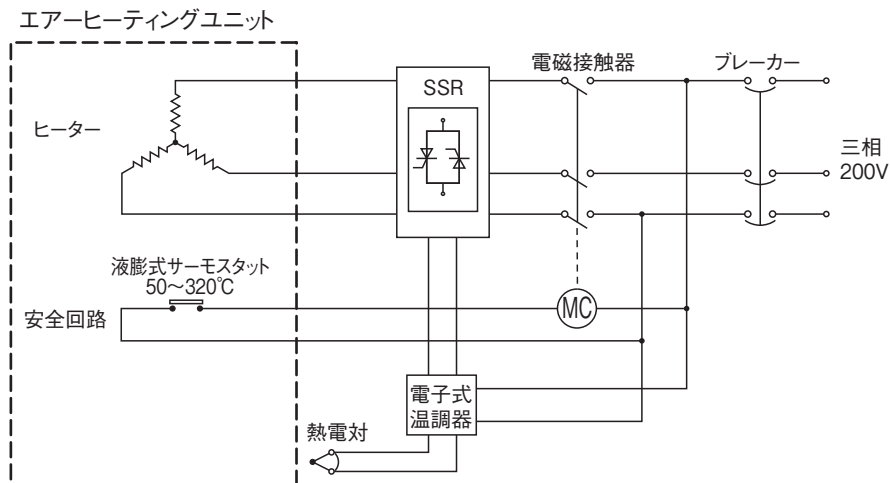 エアーヒーティングユニット
電磁接触器
ブレーカー
SSR
ヒーター
三相
200V
液膨式サーモスタット
50～320℃
安全回路
MC
電子式
温調器
熱電対